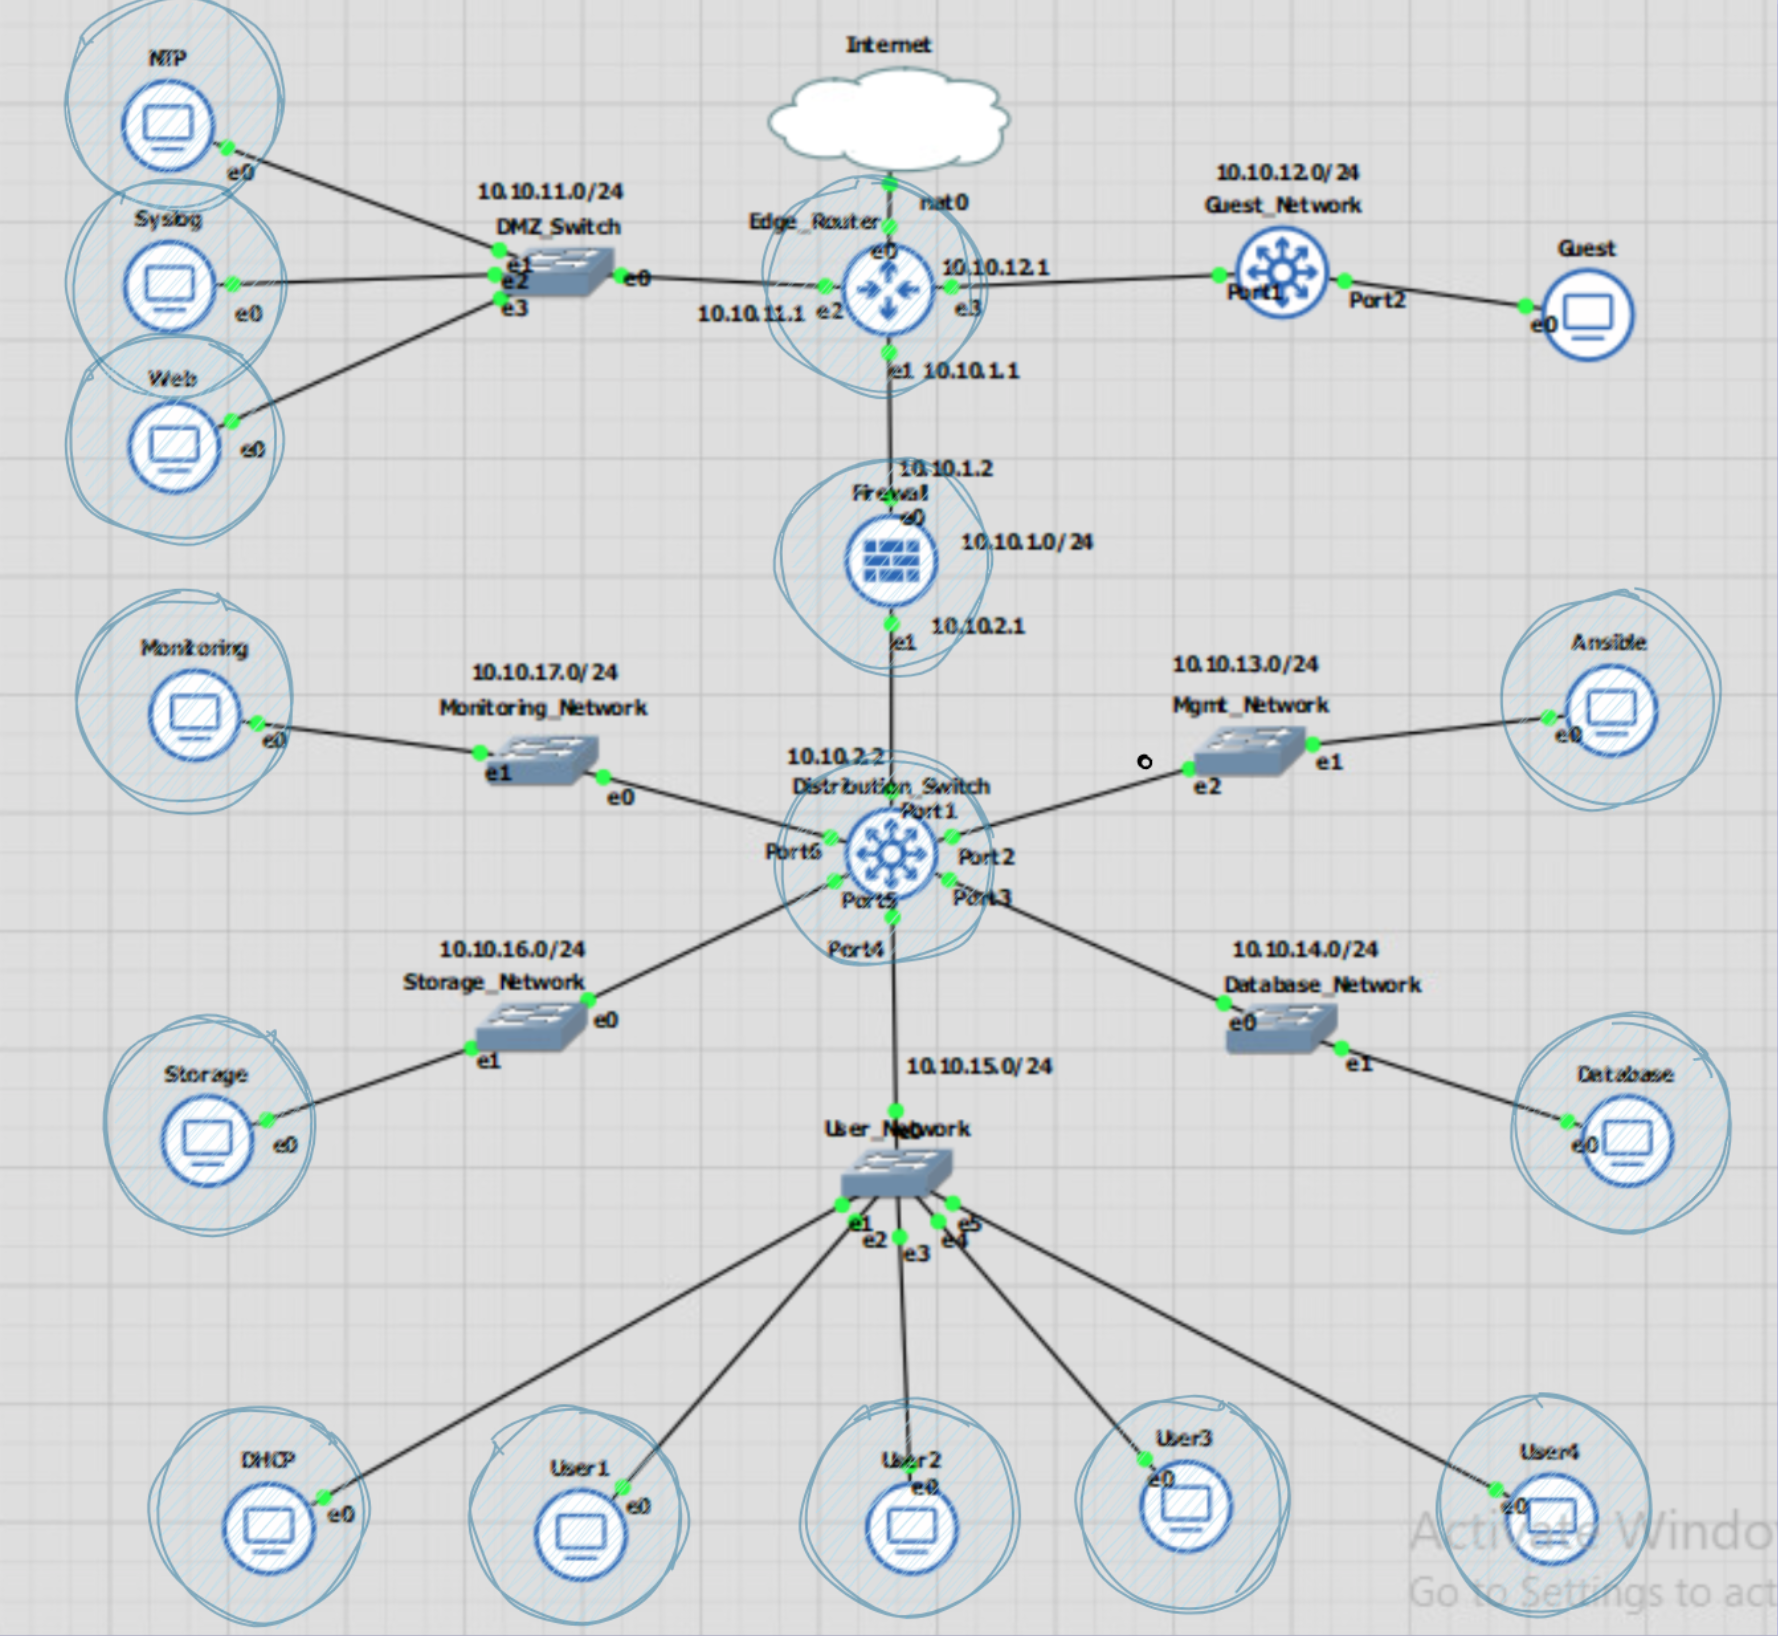 Internet
NTP
e0
nat0
10.10.11.0/24
DMZ_Switch
Edge_Router
e0
10.10.12.0/24
Guest_Network
Guest
Syslog
e0
e1
e2
e3
e0
10.10.11.1
e2
10.10.12.1
e3
Port1
Port2
e0
Web
e0
e1
10.10.1.1
10.10.1.2
Firewall
e0
10.10.1.0/24
10.10.2.1
e1
Monitoring
e0
10.10.17.0/24
Monitoring_Network
e1
e0
10.10.13.0/24
Mgmt_Network
e2
e1
Ansible
e0
10.10.2.2
Distribution_Switch
Port1
Port6
Port2
Port5
Port3
Port4
10.10.16.0/24
Storage_Network
e0
e1
10.10.14.0/24
Database_Network
e0
e1
Storage
e0
10.10.15.0/24
Database
e0
User_Network
e0
e1
e2
e3
e4
e5
DHCP
e0
User1
e0
User2
e0
User3
e0
User4
e0
Activate Windo
Go to Settings to act